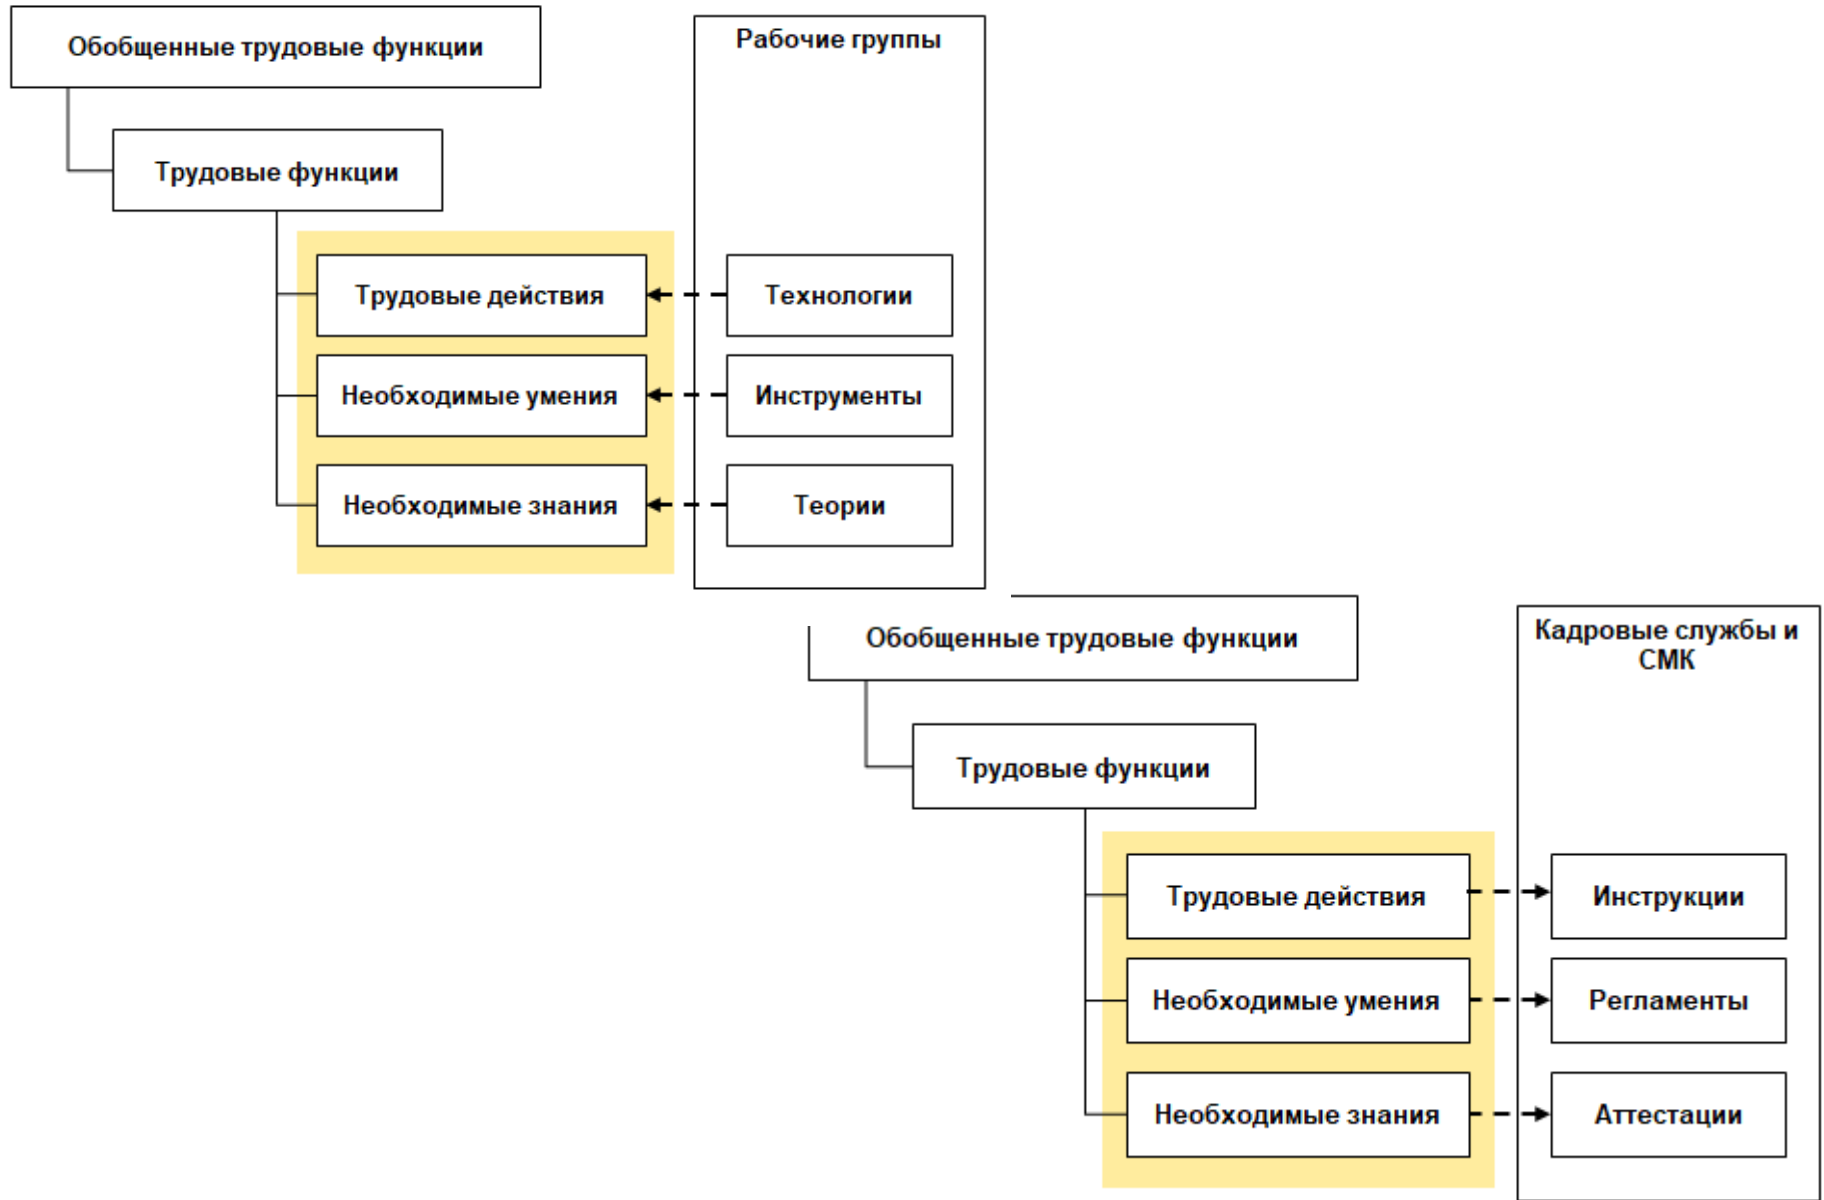 Обобщенные трудовые функции
Рабочие группы
Трудовые функции
Трудовые действия
Технологии
Необходимые умения
Инструменты
Необходимые знания
Теории
Обобщенные трудовые функции
Кадровые службы и
СМК
Трудовые функции
Трудовые действия
Инструкции
Необходимые умения
Регламенты
Необходимые знания
Аттестации